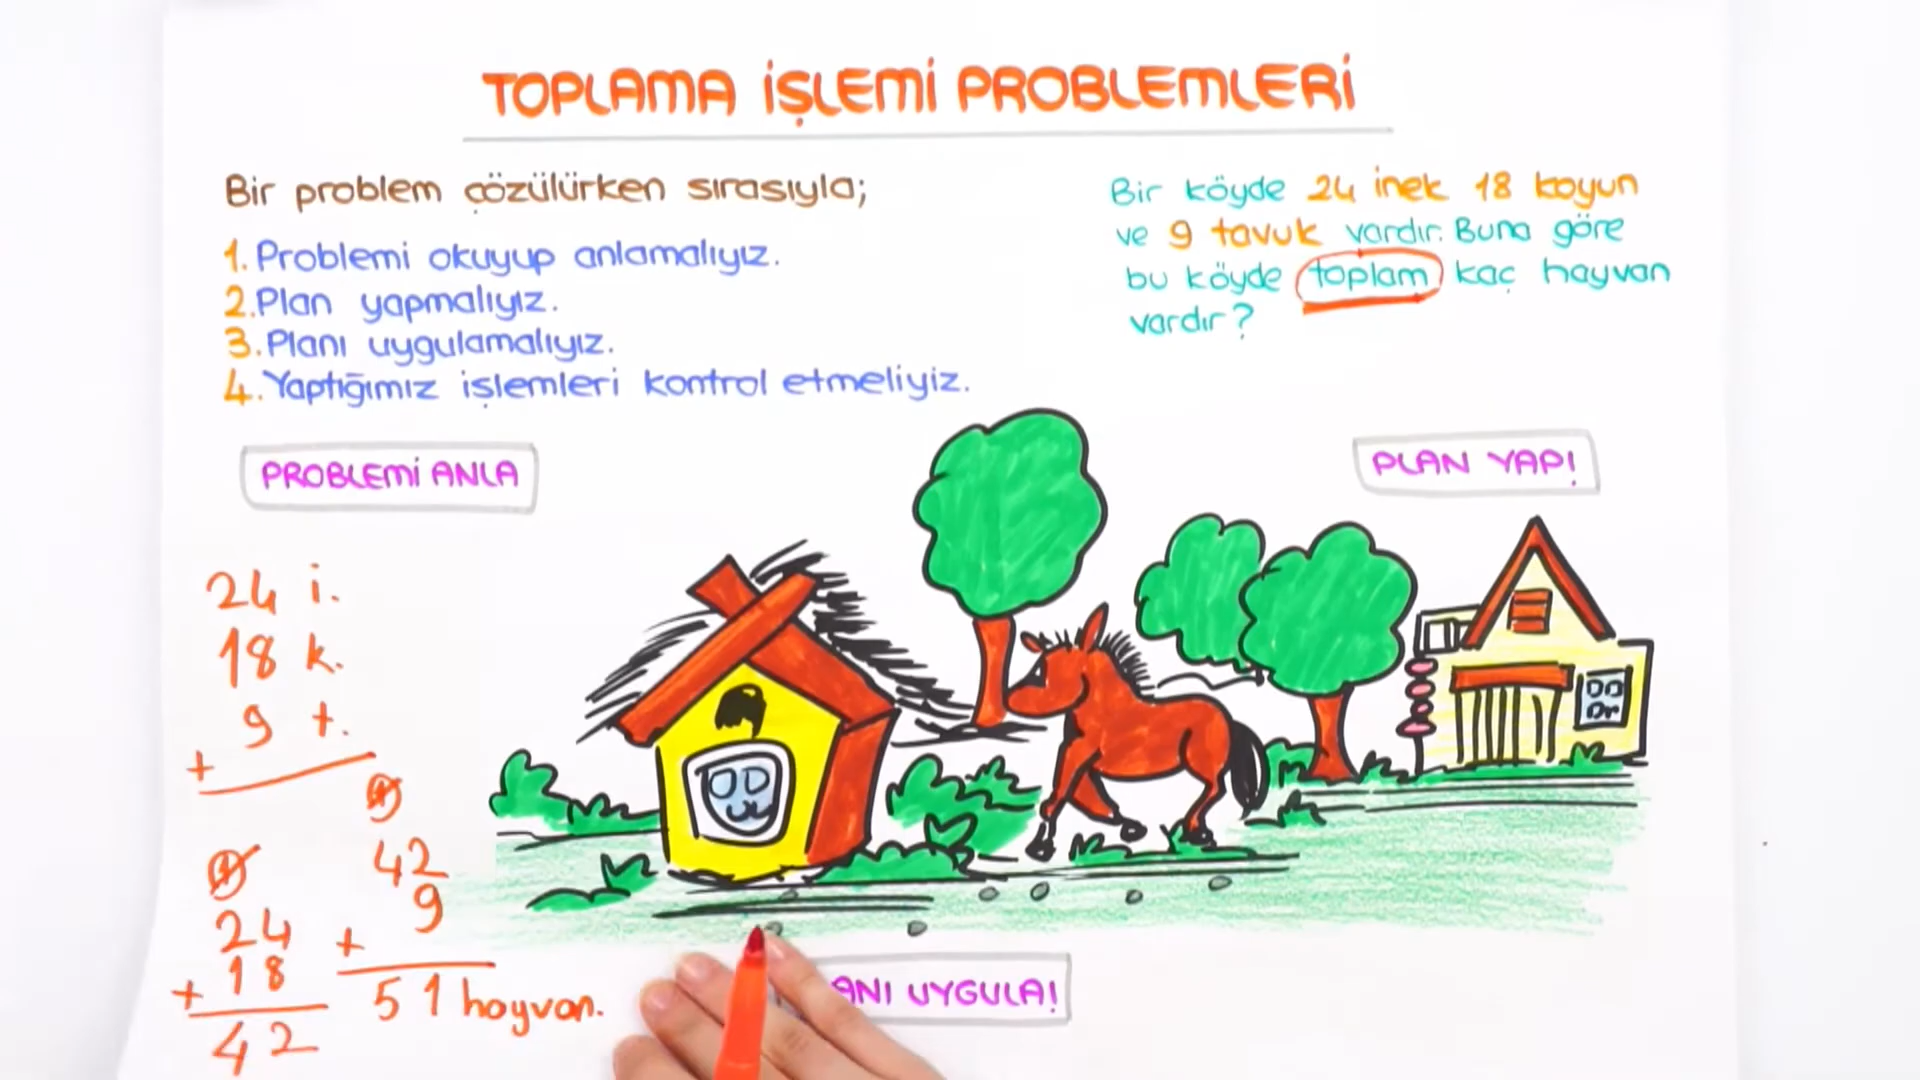 TOPLAMA İŞLEMİ PROBLEMLERİ
Bir problem çözülürken sırasıyla;
1. Problemi okuyup anlamalıyız.
2. Plan yapmalıyız.
3. Planı uygulamalıyız.
4. Yaptığımız işlemleri kontrol etmeliyiz.
Bir köyde 24 inek 18 koyun
ve 9 tavuk vardır. Buna göre
bu köyde toplam kaç hayvan
vardır?
PROBLEMİ ANLA
PLAN YAP!
24 i.
18 k.
9 t.
+
24
+ 18
42
42
9
+
51 hayvan.
ANI UYGULA!